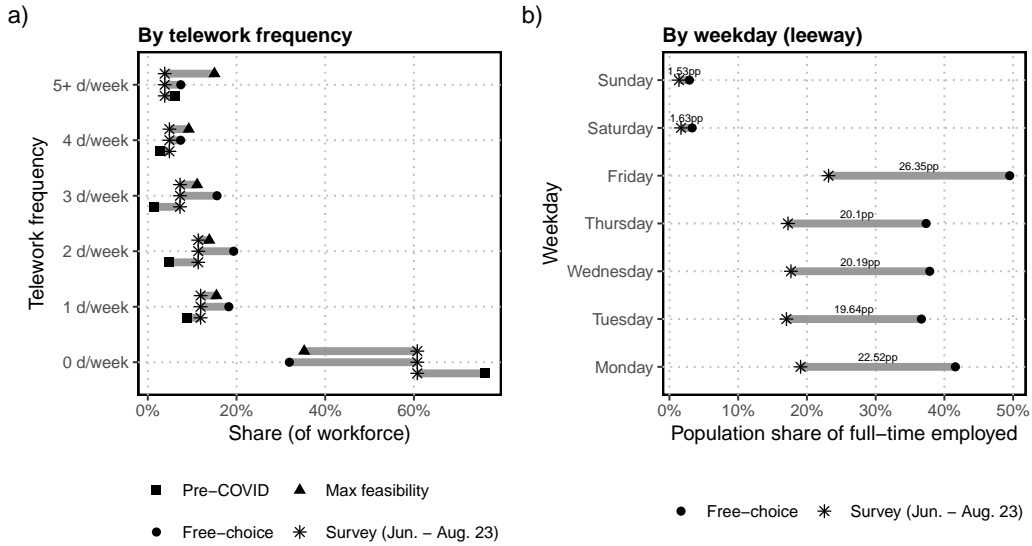 a)
By telework frequency
Telework frequency
5+ d/week
4 d/week
3 d/week
2 d/week
1 d/week
0 d/week
0% 20% 40% 60%
Share (of workforce)
Pre−COVID Max feasibility
Free−choice Survey (Jun. − Aug. 23)
b)
By weekday (leeway)
Weekday
Sunday 1.53pp
Saturday 1.63pp
Friday 26.35pp
Thursday 20.1pp
Wednesday 20.19pp
Tuesday 19.64pp
Monday 22.52pp
0% 10% 20% 30% 40% 50%
Population share of full−time employed
Free−choice Survey (Jun. − Aug. 23)